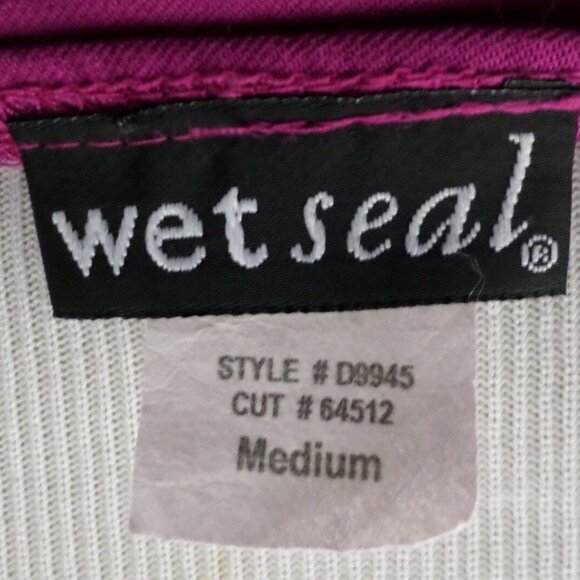 wet seal®
STYLE # D9945
CUT # 64512
Medium